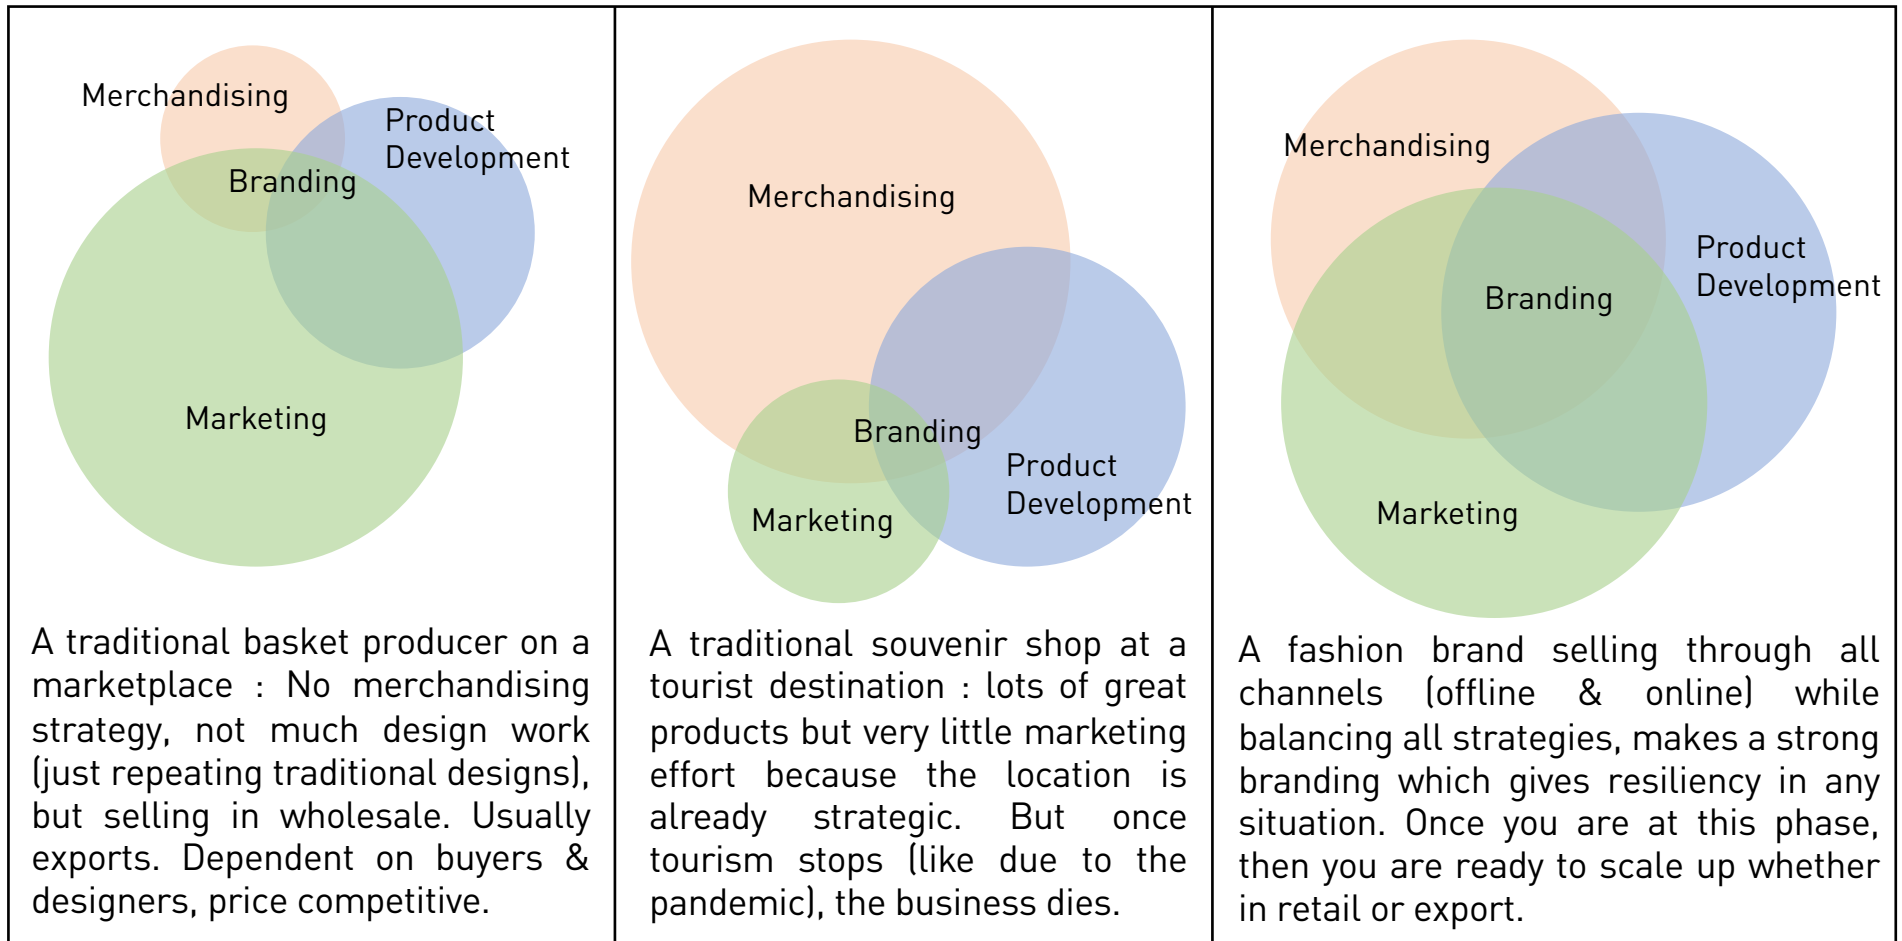 Merchandising
Product
Development
Branding
Marketing
A traditional basket producer on a
marketplace : No merchandising
strategy, not much design work
(just repeating traditional designs),
but selling in wholesale. Usually
exports. Dependent on buyers &
designers, price competitive.
Merchandising
Branding
Product
Development
Marketing
A traditional souvenir shop at a
tourist destination : lots of great
products but very little marketing
effort because the location is
already strategic. But once
tourism stops (like due to the
pandemic), the business dies.
Merchandising
Product
Development
Branding
Marketing
A fashion brand selling through all
channels (offline & online) while
balancing all strategies, makes a strong
branding which gives resiliency in any
situation. Once you are at this phase,
then you are ready to scale up whether
in retail or export.